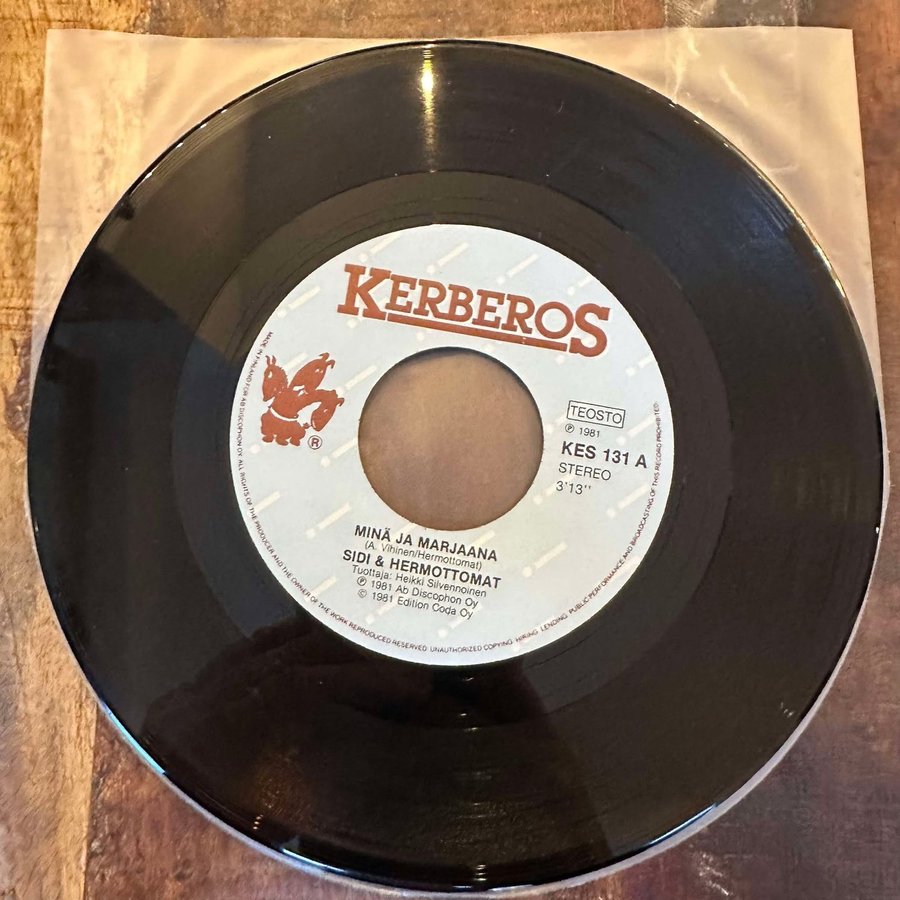 KERBEROS
®
TEOSTO
℗ 1981
KES 131 A
STEREO
3'13''
MINÄ JA MARJAANA
(A. Vihinen/Hermottomat)
SIDI & HERMOTTOMAT
Tuottaja: Heikki Silvennoinen
℗ 1981 Ab Discophon Oy
© 1981 Edition Coda Oy
MADE IN FINLAND FOR AB DISCOPHON OY. ALL RIGHTS OF THE PRODUCER AND THE OWNER OF THE WORK REPRODUCED RESERVED. UNAUTHORIZED COPYING, HIRING, LENDING, PUBLIC PERFORMANCE AND BROADCASTING OF THIS RECORD PROHIBITED.